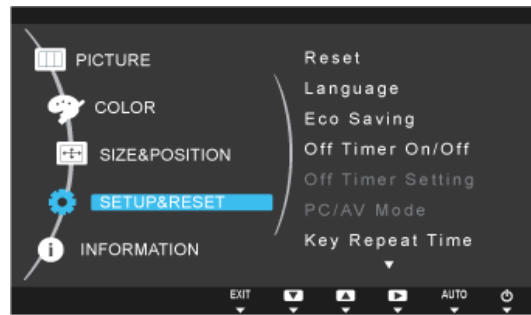 PICTURE
COLOR
SIZE&POSITION
SETUP&RESET
INFORMATION
Reset
Language
Eco Saving
Off Timer On/Off
Off Timer Setting
PC/AV Mode
Key Repeat Time
EXIT
AUTO